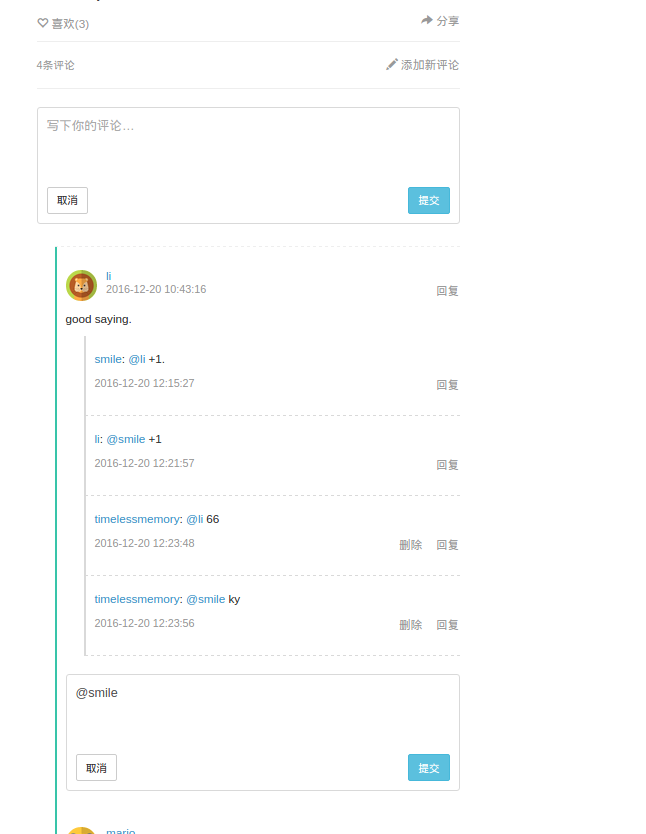 喜欢(3)
分享
4条评论
添加新评论
写下你的评论…
取消
提交
li
2016-12-20 10:43:16
回复
good saying.
smile: @li +1.
2016-12-20 12:15:27
回复
li: @smile +1
2016-12-20 12:21:57
回复
timelessmemory: @li 66
2016-12-20 12:23:48
删除 回复
timelessmemory: @smile ky
2016-12-20 12:23:56
删除 回复
@smile
取消
提交
mario